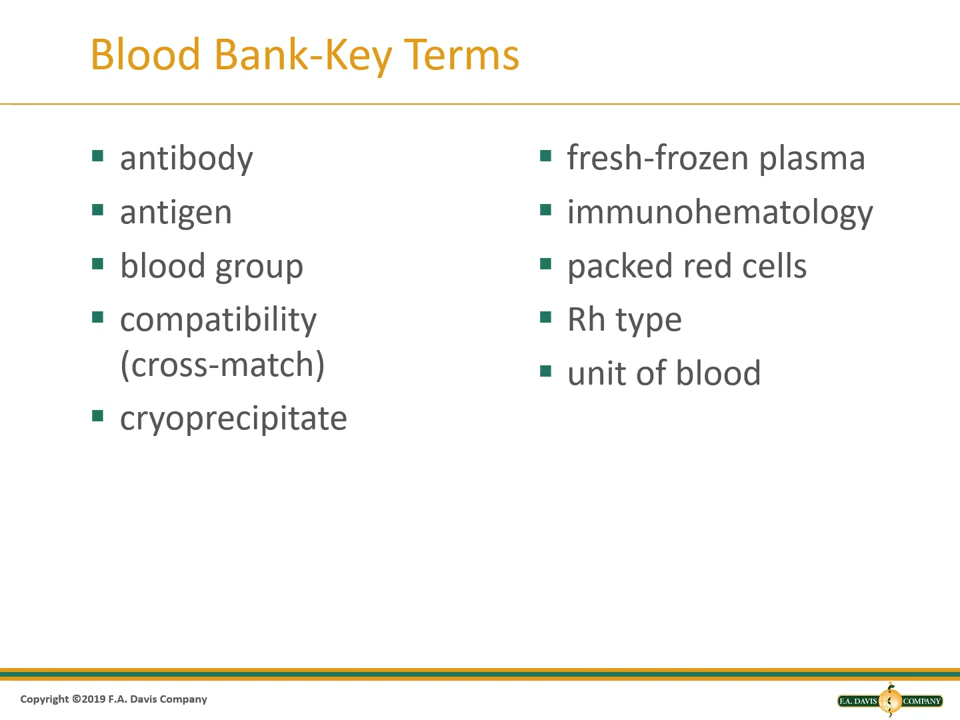 Blood Bank-Key Terms
antibody
antigen
blood group
compatibility
(cross-match)
cryoprecipitate
fresh-frozen plasma
immunohematology
packed red cells
Rh type
unit of blood
Copyright ©2019 F.A. Davis Company
F.A. DAVIS COMPANY